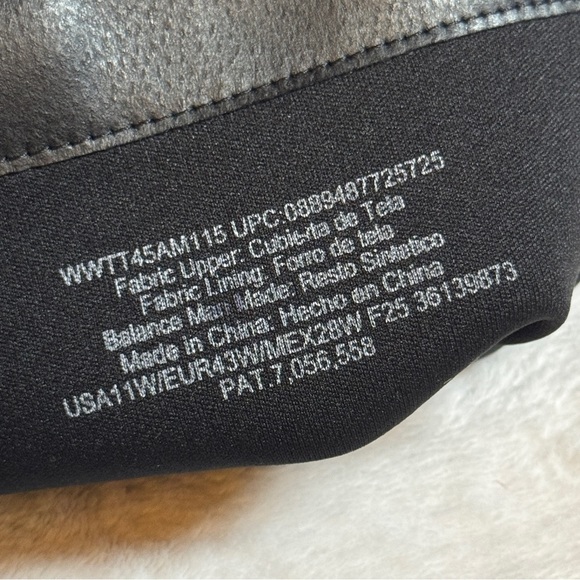 WWTT45AM115 UPC:0889487725725
Fabric Upper: Cubierta de Tela
Fabric Lining: Forro de tela
Balance Man Made: Resto Sintetico
Made in China: Hecho en China
USA11W/EUR43W/MEX28W F25 36139873
PAT.7,056,558